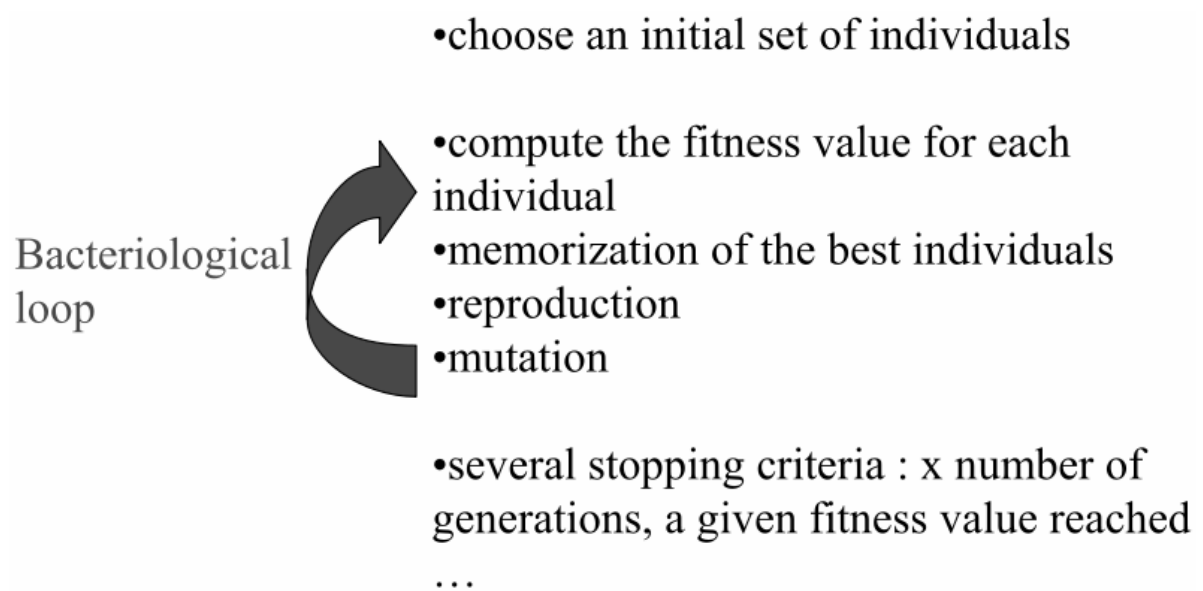 •choose an initial set of individuals
•compute the fitness value for each
individual
•memorization of the best individuals
•reproduction
•mutation
Bacteriological
loop
•several stopping criteria : x number of
generations, a given fitness value reached
…